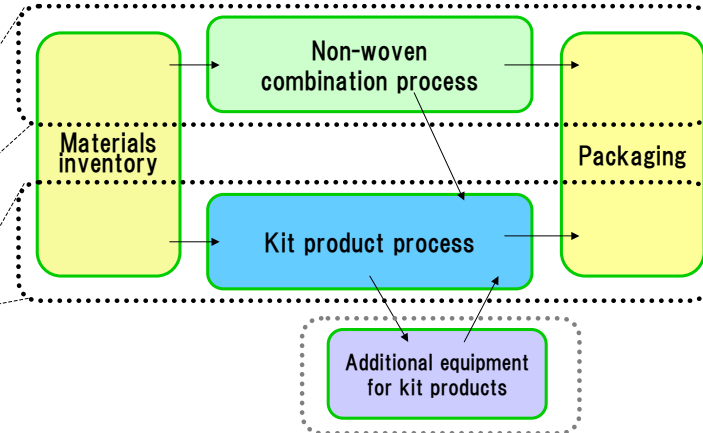 Non-woven
combination process
Materials
inventory
Packaging
Kit product process
Additional equipment
for kit products